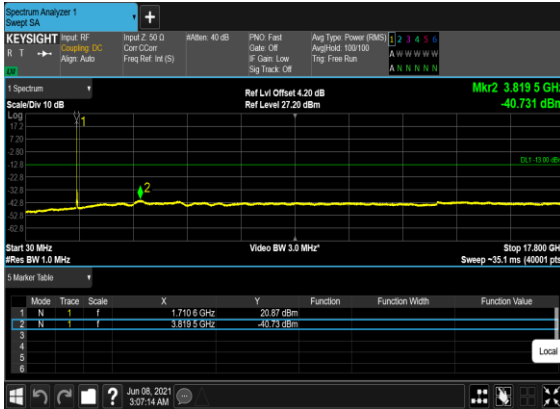 Spectrum Analyzer 1
Swept SA
+
KEYSIGHT Input: RF Input Z: 50 Ω #Atten: 40 dB PNO: Fast Avg Type: Power (RMS) 1 2 3 4 5 6
R T Coupling: DC Corr CCorr Gate: Off Avg|Hold: 100/100 A W W W W W
Align: Auto Freq Ref: Int (S) IF Gain: Low Trig: Free Run
Sig Track: Off A N N N N N
1 Spectrum Ref Lvl Offset 4.20 dB Mkr2 3.819 5 GHz
Scale/Div 10 dB Ref Level 27.20 dBm -40.731 dBm
Log
17.2 1
7.20
-2.80
-12.8 DL1 -13.00 dBm
-22.8
-32.8 2
-42.8
-52.8
-62.8
Start 30 MHz Video BW 3.0 MHz* Stop 17.800 GH
#Res BW 1.0 MHz Sweep ~35.1 ms (40001 pts
5 Marker Table
Mode Trace Scale X Y Function Function Width Function Value
1 N 1 f 1.710 6 GHz 20.87 dBm
2 N 1 f 3.819 5 GHz -40.73 dBm
3
4
5
6
Local
? Jun 08, 2021
3:07:14 AM